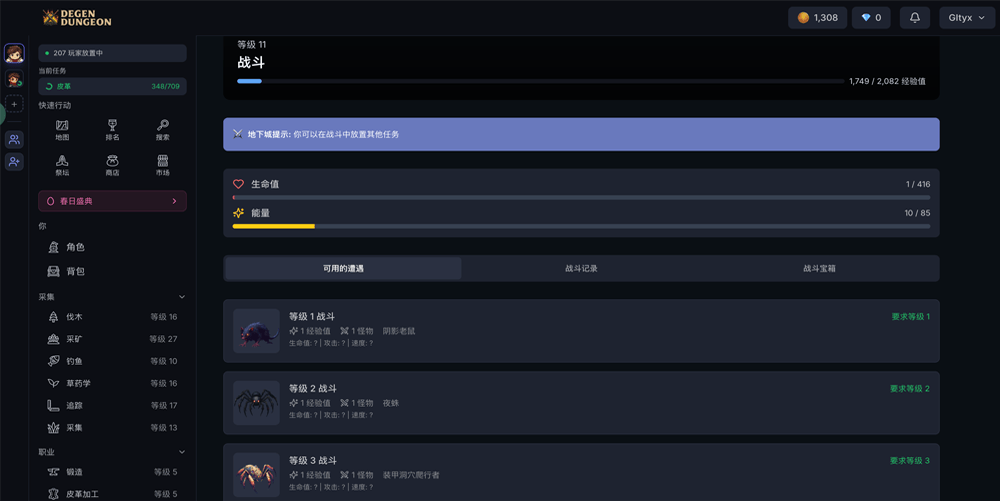 DEGEN
DUNGEON
1,308
0
Gltyx
207 玩家放置中
当前任务
皮革
348/709
快速行动
地图
排名
搜索
祭坛
商店
市场
春日盛典
你
角色
背包
采集
伐木
等级 16
采矿
等级 27
钓鱼
等级 10
草药学
等级 16
追踪
等级 17
采集
等级 13
职业
锻造
等级 5
皮革加工
等级 5
等级 11
战斗
1,749 / 2,082 经验值
地下城提示: 你可以在战斗中放置其他任务
生命值
1 / 416
能量
10 / 85
可用的遭遇
战斗记录
战斗宝箱
等级 1 战斗
要求等级 1
1 经验值 1 怪物 阴影老鼠
生命值: ? | 攻击: ? | 速度: ?
等级 2 战斗
要求等级 2
1 经验值 1 怪物 夜蛛
生命值: ? | 攻击: ? | 速度: ?
等级 3 战斗
要求等级 3
1 经验值 1 怪物 装甲洞穴爬行者
生命值: ? | 攻击: ? | 速度: ?